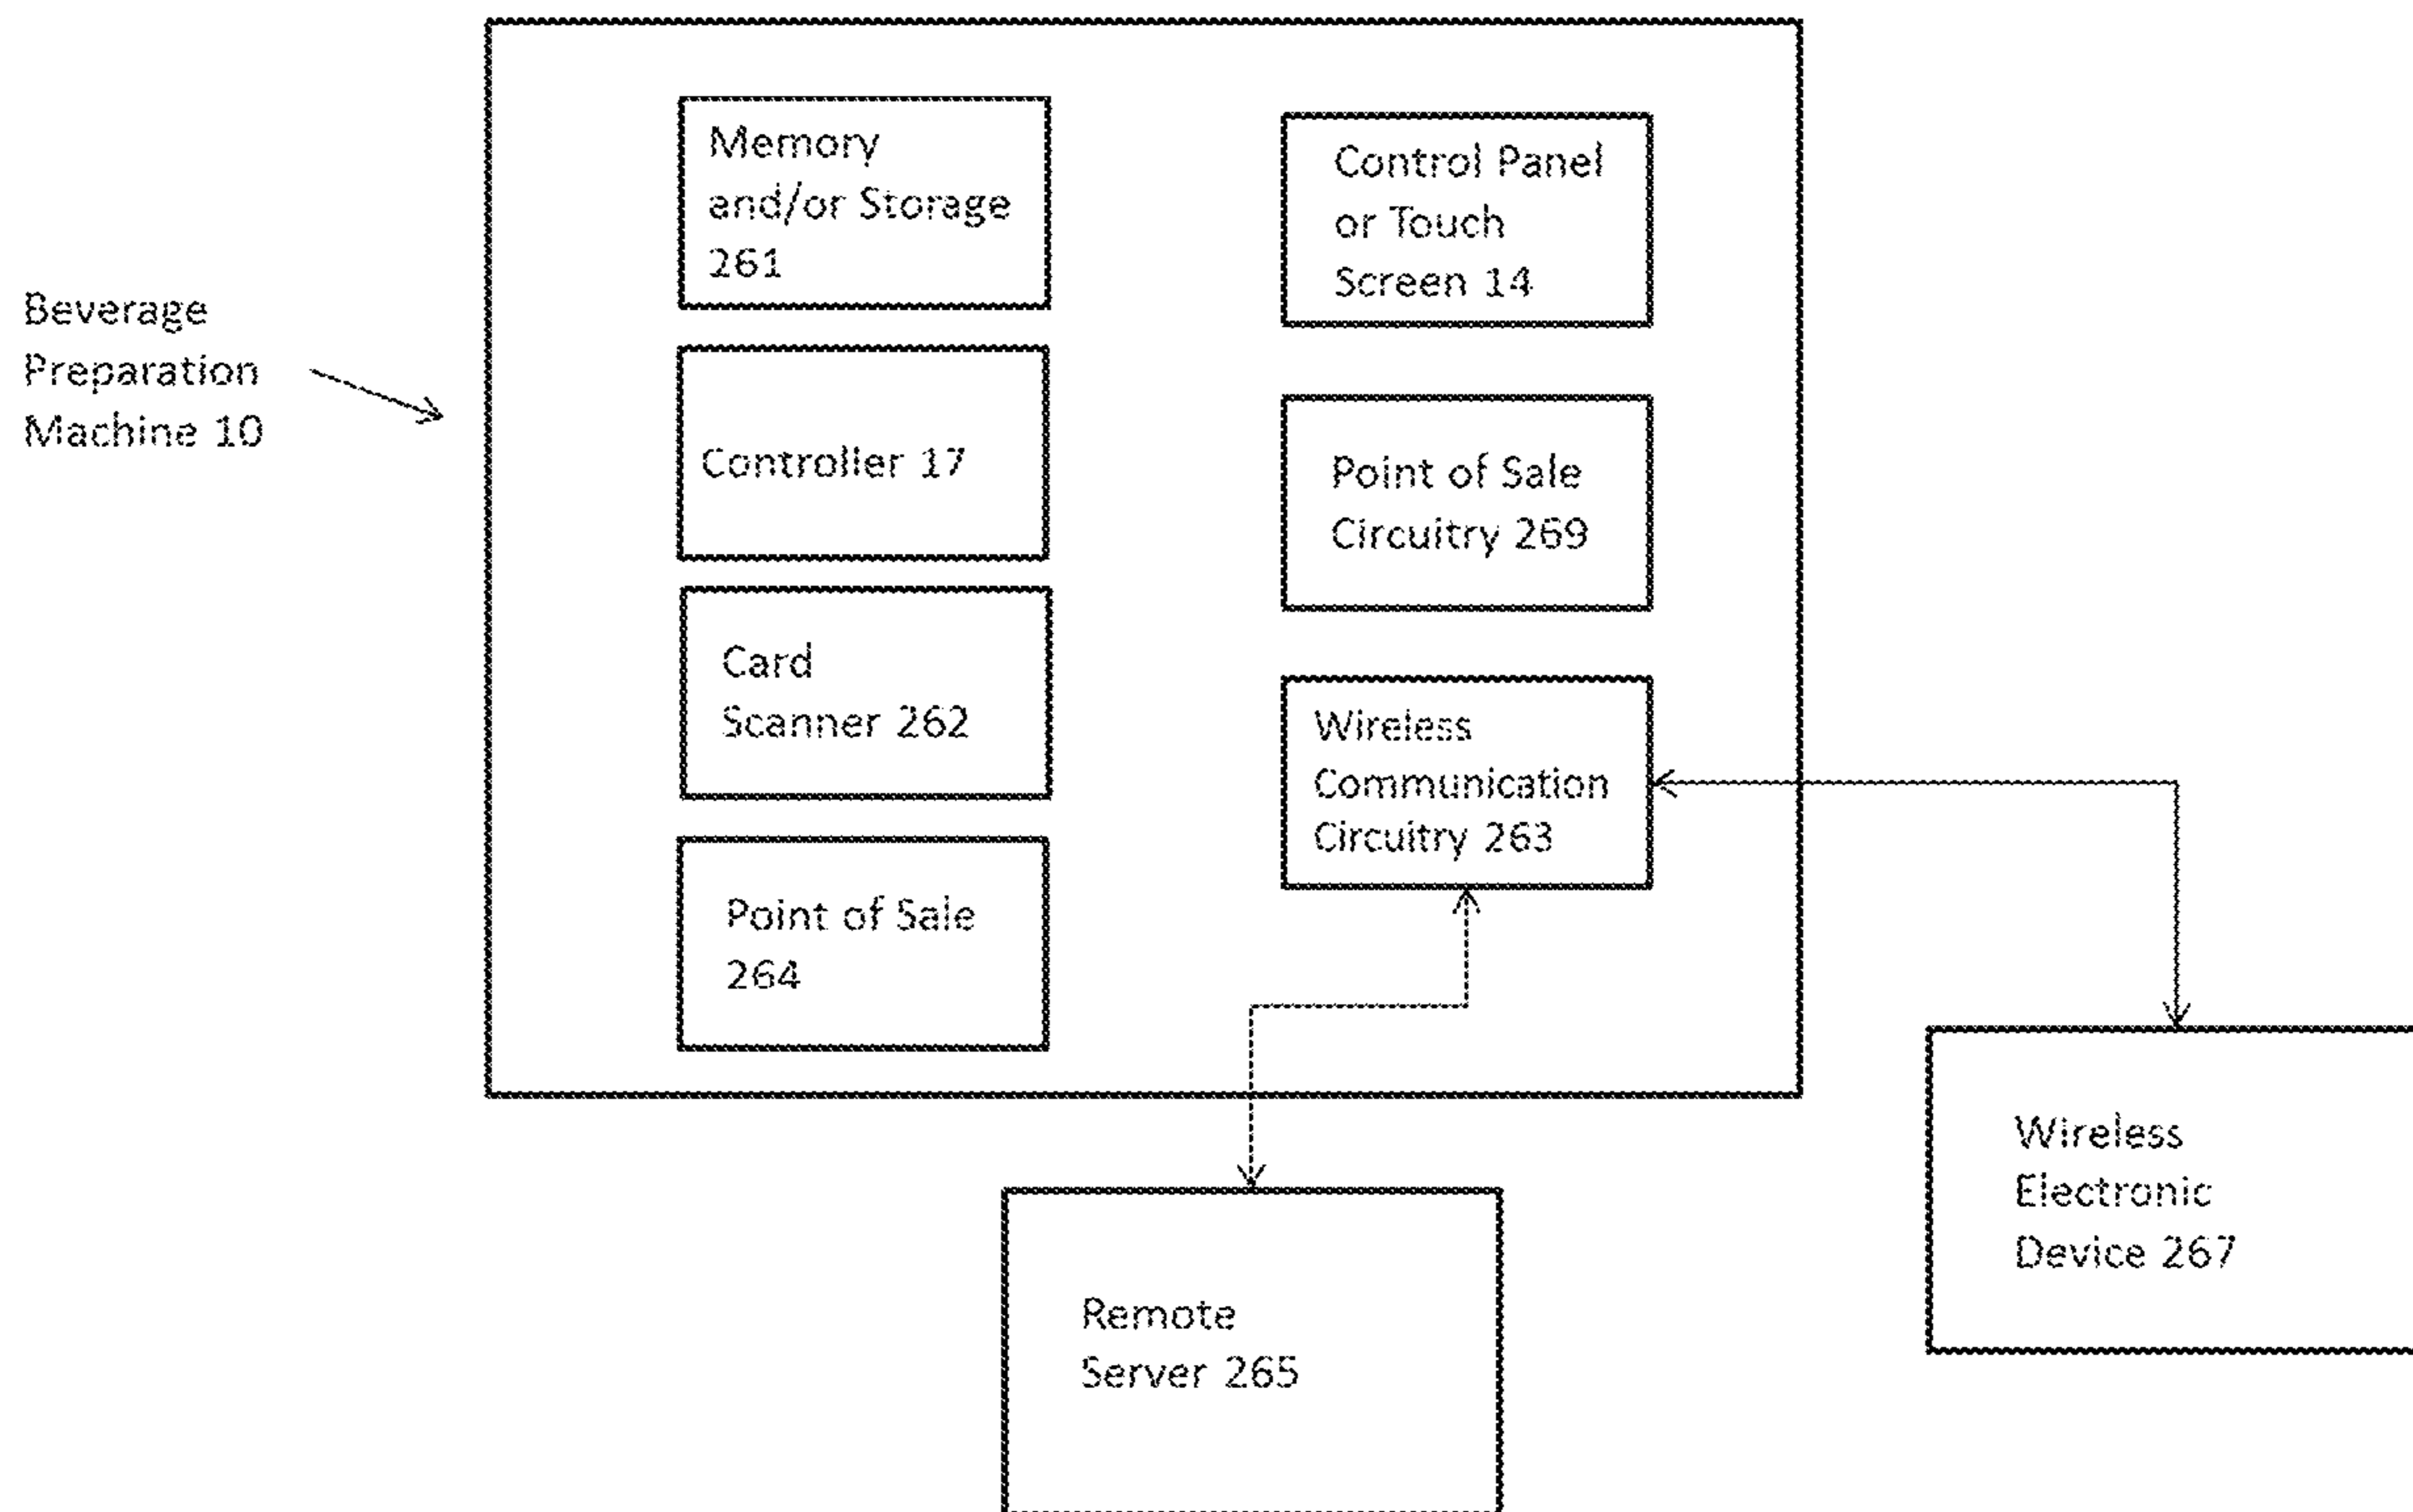 Beverage
Preparation
Machine 10
Memory
and/or Storage
261
Controller 17
Card
Scanner 262
Point of Sale
264
Control Panel
or Touch
Screen 14
Point of Sale
Circuitry 269
Wireless
Communication
Circuitry 263
Remote
Server 265
Wireless
Electronic
Device 267